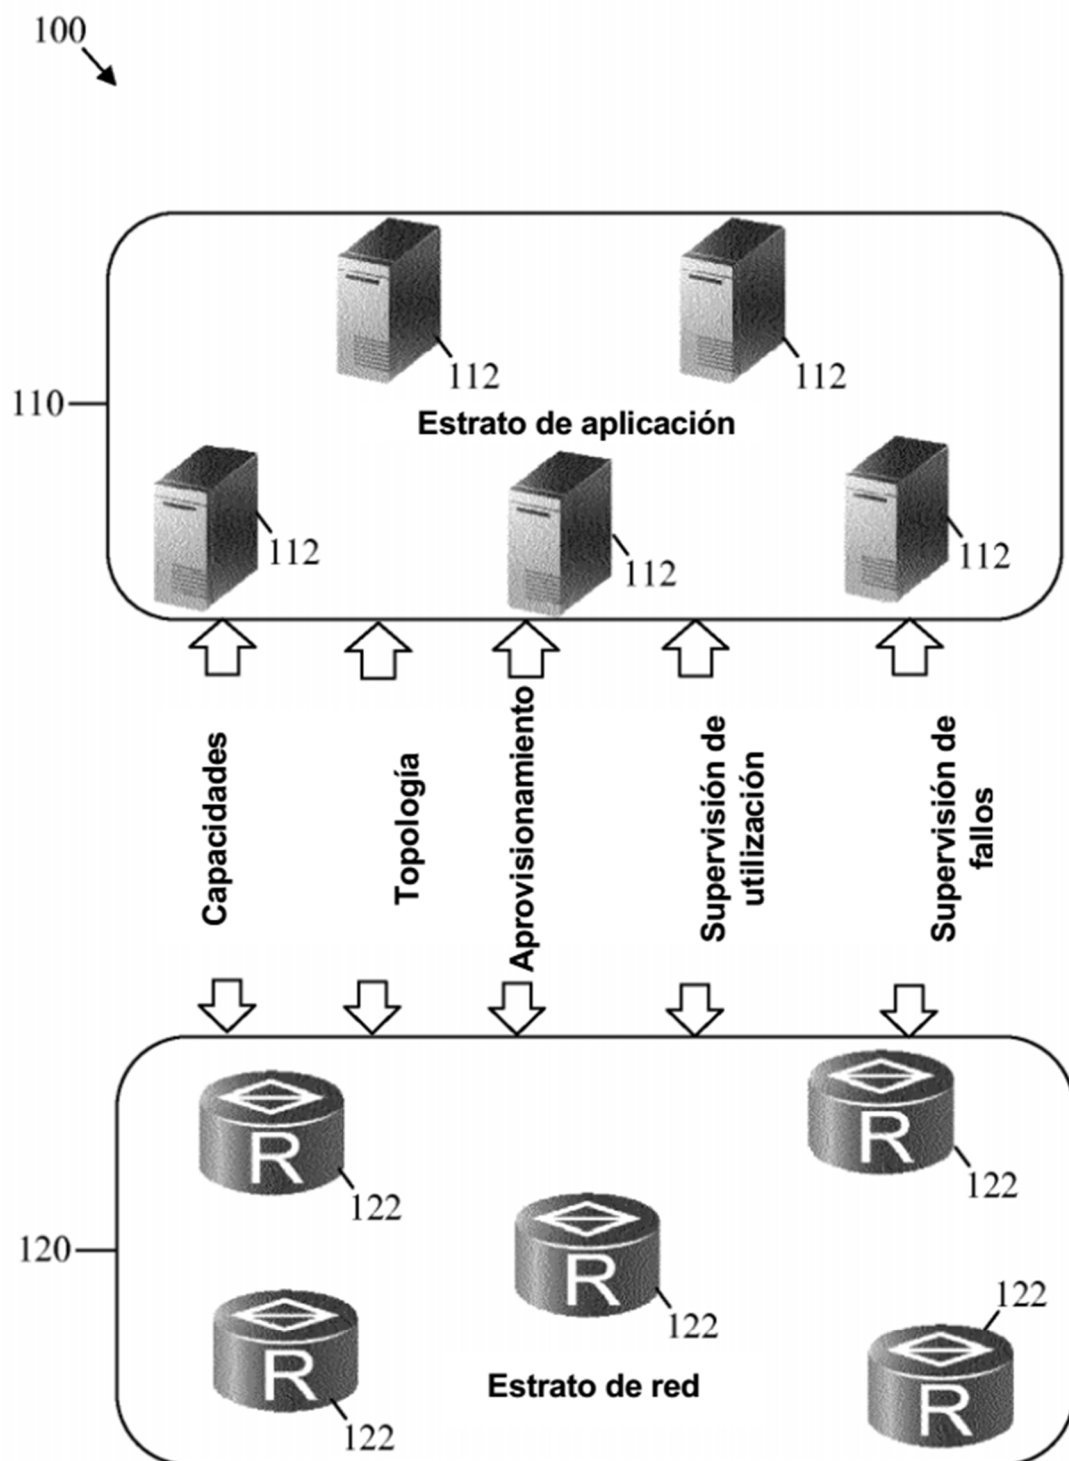 100
112
112
110
Estrato de aplicación
112
112
112
Capacidades
Topología
Aprovisionamiento
Supervisión de
utilización
Supervisión de
fallos
R
122
R
122
R
122
120
R
122
122
R
Estrato de red